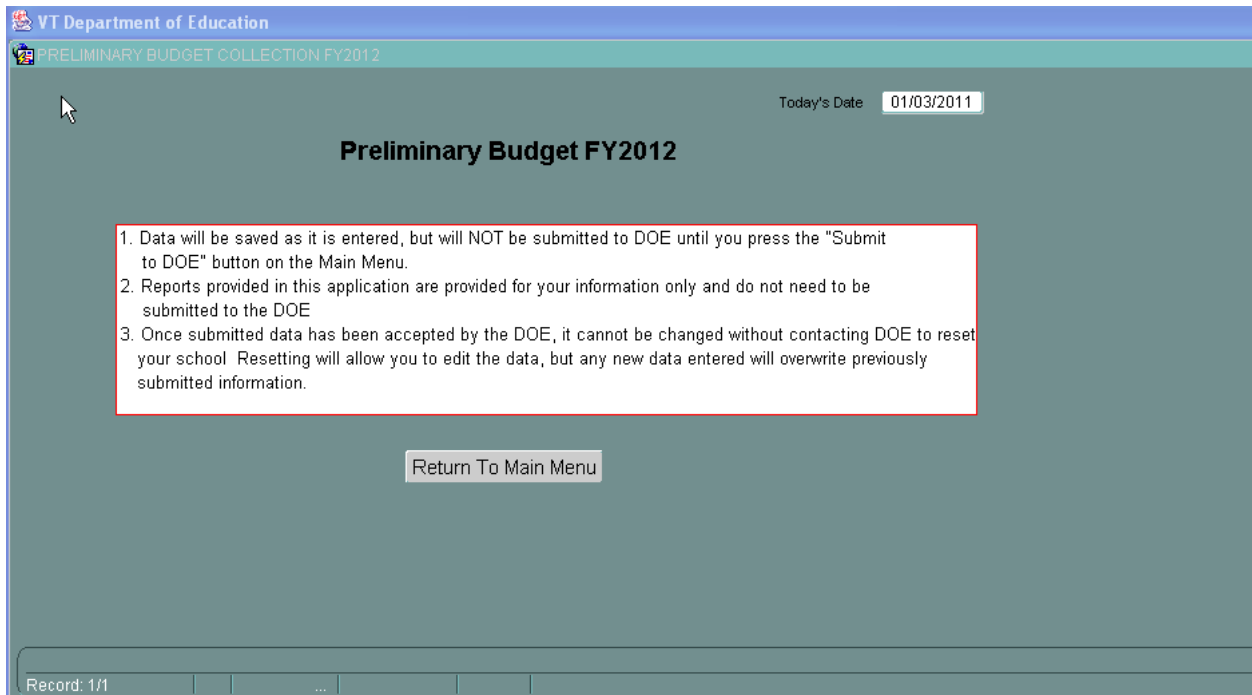 VT Department of Education
PRELIMINARY BUDGET COLLECTION FY2012
Today's Date 01/03/2011
Preliminary Budget FY2012
1. Data will be saved as it is entered, but will NOT be submitted to DOE until you press the "Submit
to DOE" button on the Main Menu.
2. Reports provided in this application are provided for your information only and do not need to be
submitted to the DOE
3. Once submitted data has been accepted by the DOE, it cannot be changed without contacting DOE to reset
your school  Resetting will allow you to edit the data, but any new data entered will overwrite previously
submitted information.
Return To Main Menu
Record: 1/1 ...